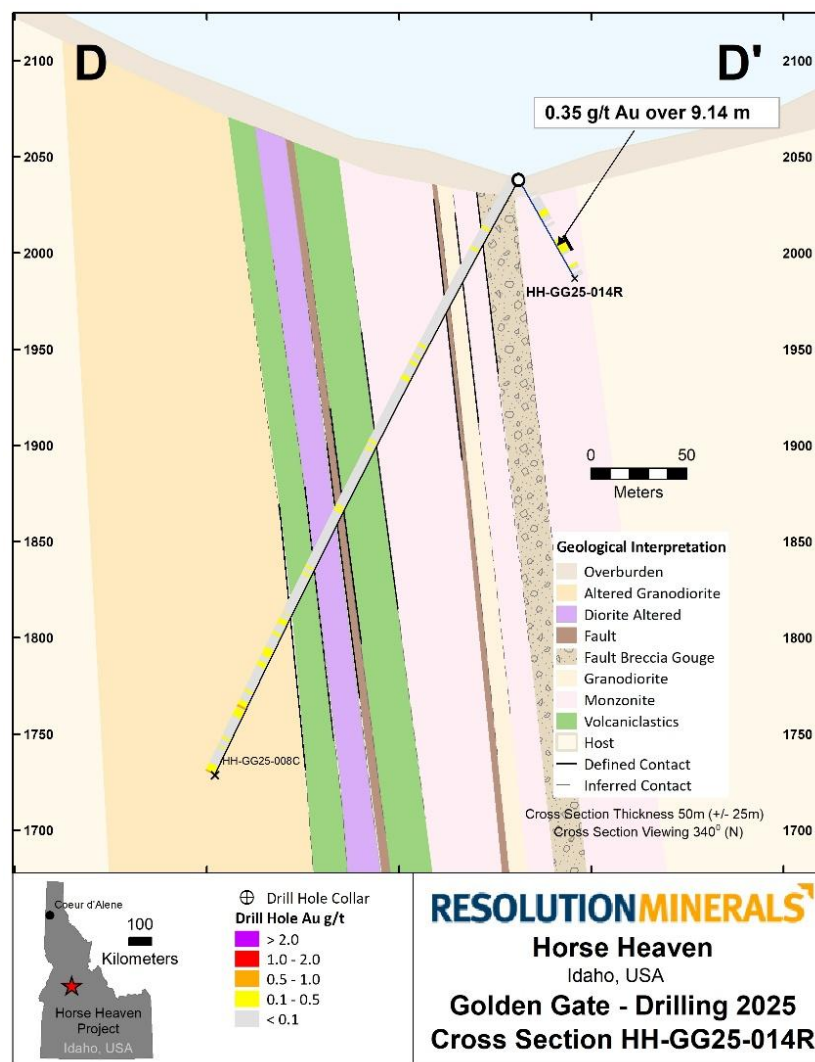 D
D'
0.35 g/t Au over 9.14 m
2100
2050
2000
1950
1900
1850
1800
1750
1700
2100
2050
2000
1950
1900
1850
1800
1750
1700
HH-GG25-014R
HH-GG25-008C
0 50
Meters
Geological Interpretation
Overburden
Altered Granodiorite
Diorite Altered
Fault
Fault Breccia Gouge
Granodiorite
Monzonite
Volcaniclastics
Host
Defined Contact
Inferred Contact
Cross Section Thickness 50m (+/- 25m)
Cross Section Viewing 340⁰ (N)
Coeur d'Alene
100
Kilometers
Horse Heaven
Project
Idaho, USA
Drill Hole Collar
Drill Hole Au g/t
> 2.0
1.0 - 2.0
0.5 - 1.0
0.1 - 0.5
< 0.1
RESOLUTIONMINERALS
Horse Heaven
Idaho, USA
Golden Gate - Drilling 2025
Cross Section HH-GG25-014R